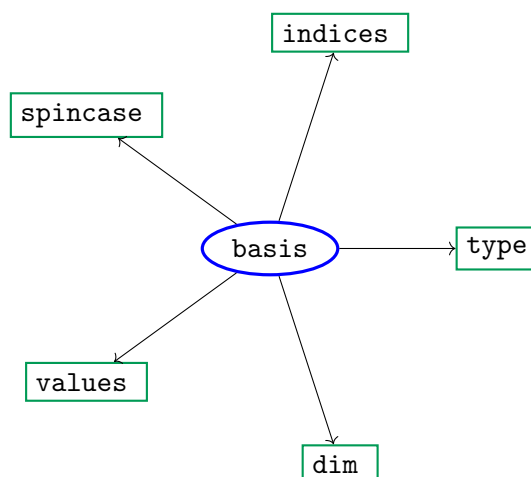 indices
spincase
basis
type
values
dim